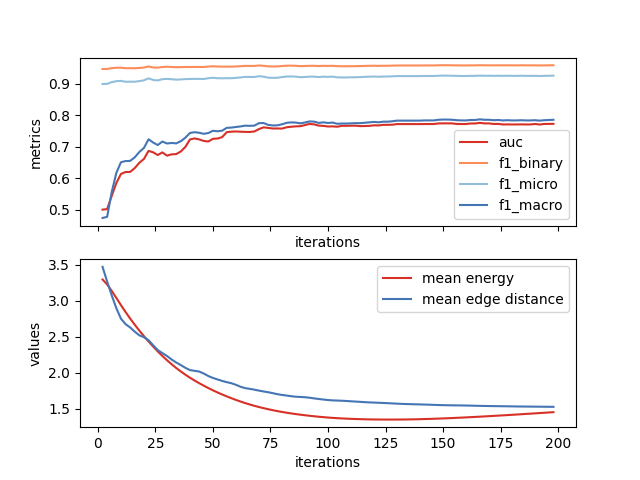 0.9
0.8
0.7
0.6
0.5
metrics
auc
f1_binary
f1_micro
f1_macro
iterations
3.5
3.0
2.5
2.0
1.5
values
mean energy
mean edge distance
0 25 50 75 100 125 150 175 200
iterations